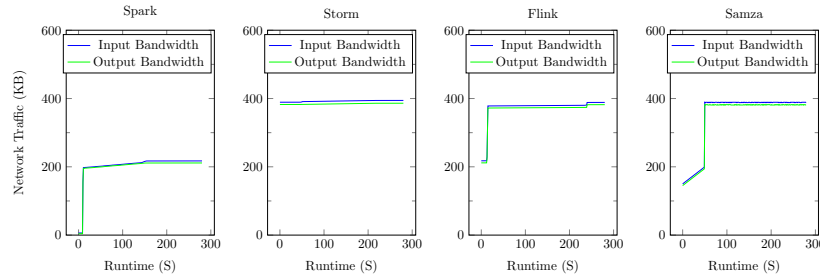 Spark
Storm
Flink
Samza
Network Traffic (KB)
600
400
200
0
Input Bandwidth
Output Bandwidth
0
100
200
300
Runtime (S)
600
400
200
0
Input Bandwidth
Output Bandwidth
0
100
200
300
Runtime (S)
600
400
200
0
Input Bandwidth
Output Bandwidth
0
100
200
300
Runtime (S)
600
400
200
0
Input Bandwidth
Output Bandwidth
0
100
200
300
Runtime (S)